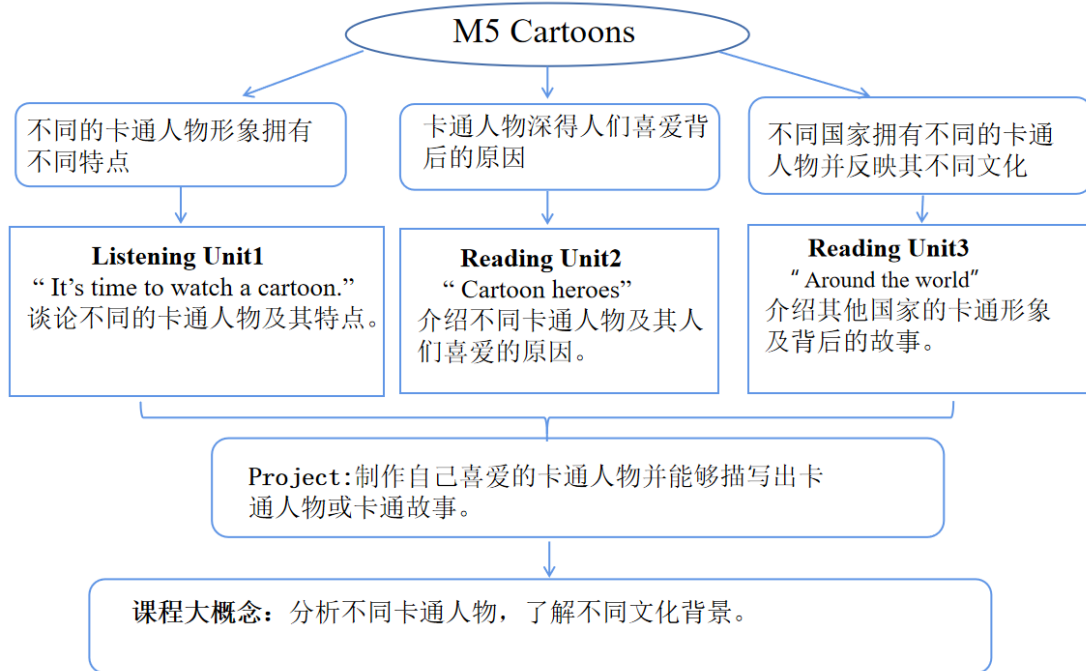 M5 Cartoons
不同的卡通人物形象拥有
不同特点
卡通人物深得人们喜爱背
后的原因
不同国家拥有不同的卡通
人物并反映其不同文化
Listening Unit1
“ It’s time to watch a cartoon.”
谈论不同的卡通人物及其特点。
Reading Unit2
“ Cartoon heroes”
介绍不同卡通人物及其人
们喜爱的原因。
Reading Unit3
“ Around the world”
介绍其他国家的卡通形象
及背后的故事。
Project:制作自己喜爱的卡通人物并能够描写出卡
通人物或卡通故事。
课程大概念：分析不同卡通人物，了解不同文化背景。